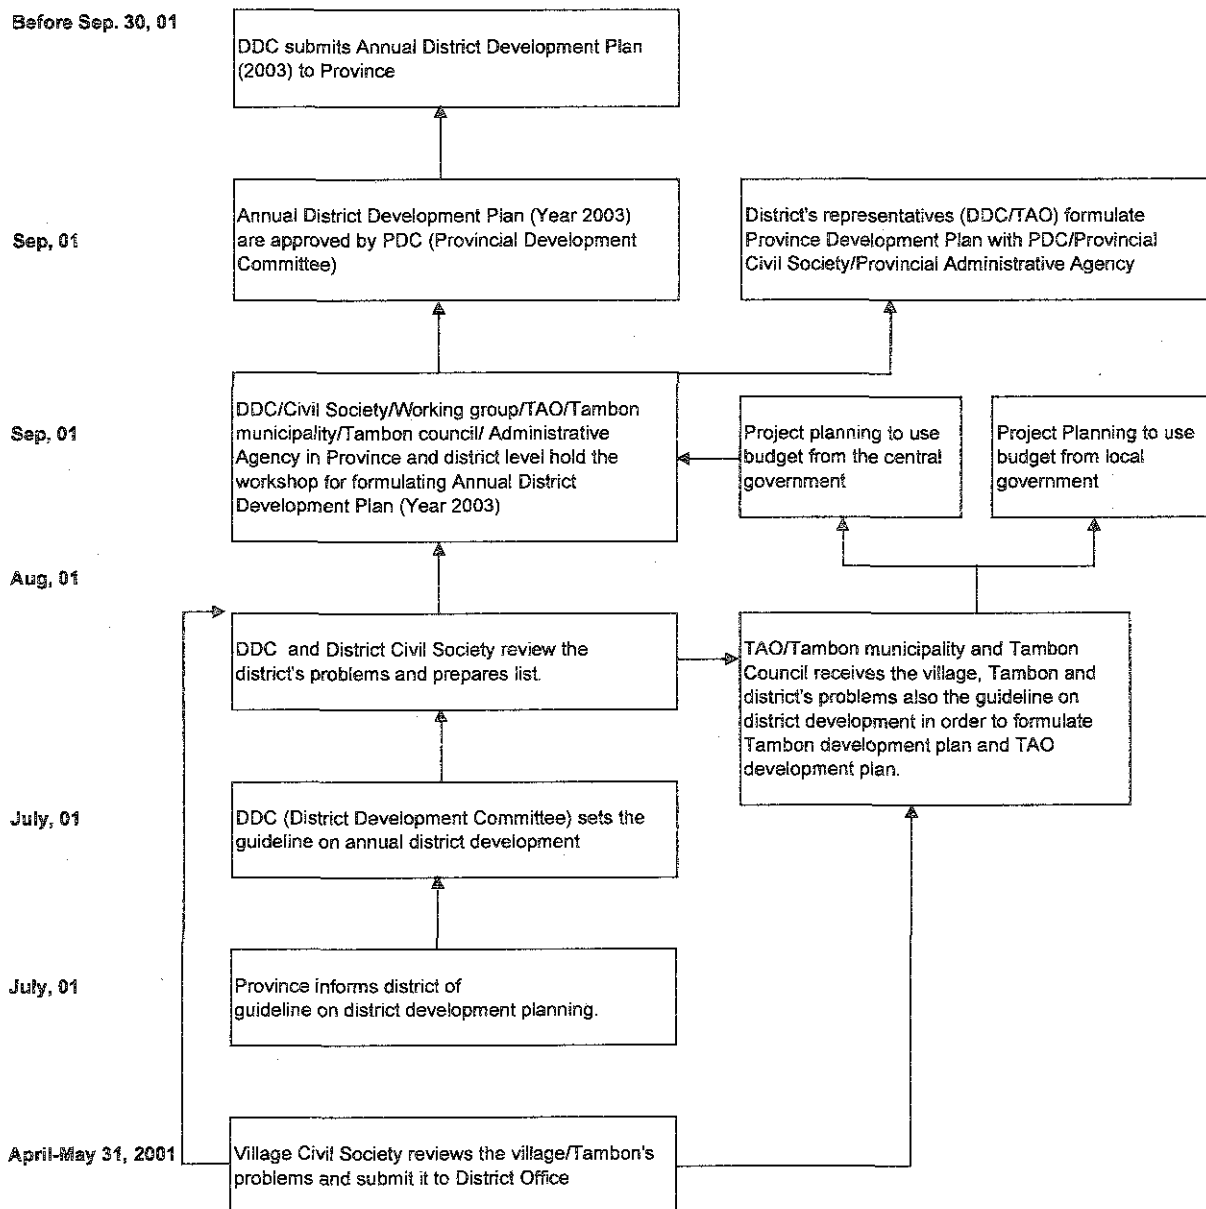 Before Sep. 30, 01
DDC submits Annual District Development Plan
(2003) to Province
Sep, 01
Annual District Development Plan (Year 2003)
are approved by PDC (Provincial Development
Committee)
District's representatives (DDC/TAO) formulate
Province Development Plan with PDC/Provincial
Civil Society/Provincial Administrative Agency
Sep, 01
DDC/Civil Society/Working group/TAO/Tambon
municipality/Tambon council/ Administrative
Agency in Province and district level hold the
workshop for formulating Annual District
Development Plan (Year 2003)
Project planning to use
budget from the central
government
Project Planning to use
budget from local
government
Aug, 01
DDC and District Civil Society review the
district's problems and prepares list.
TAO/Tambon municipality and Tambon
Council receives the village, Tambon and
district's problems also the guideline on
district development in order to formulate
Tambon development plan and TAO
development plan.
July, 01
DDC (District Development Committee) sets the
guideline on annual district development
July, 01
Province informs district of
guideline on district development planning.
April-May 31, 2001
Village Civil Society reviews the village/Tambon's
problems and submit it to District Office